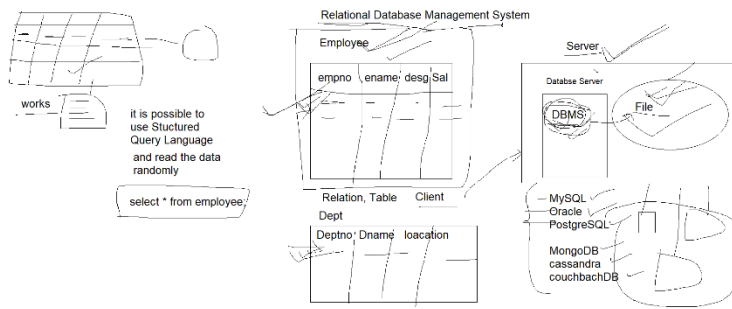 Relational Database Management System
Employee
empno ename desg Sal
works
it is possible to
use Stuctured
Query Language
and read the data
randomly
select * from employee;
Relation, Table Client
Dept
Deptno Dname loacation
Server
Databse Server
DBMS
File
MySQL
Oracle
PostgreSQL
MongoDB
cassandra
couchbachDB